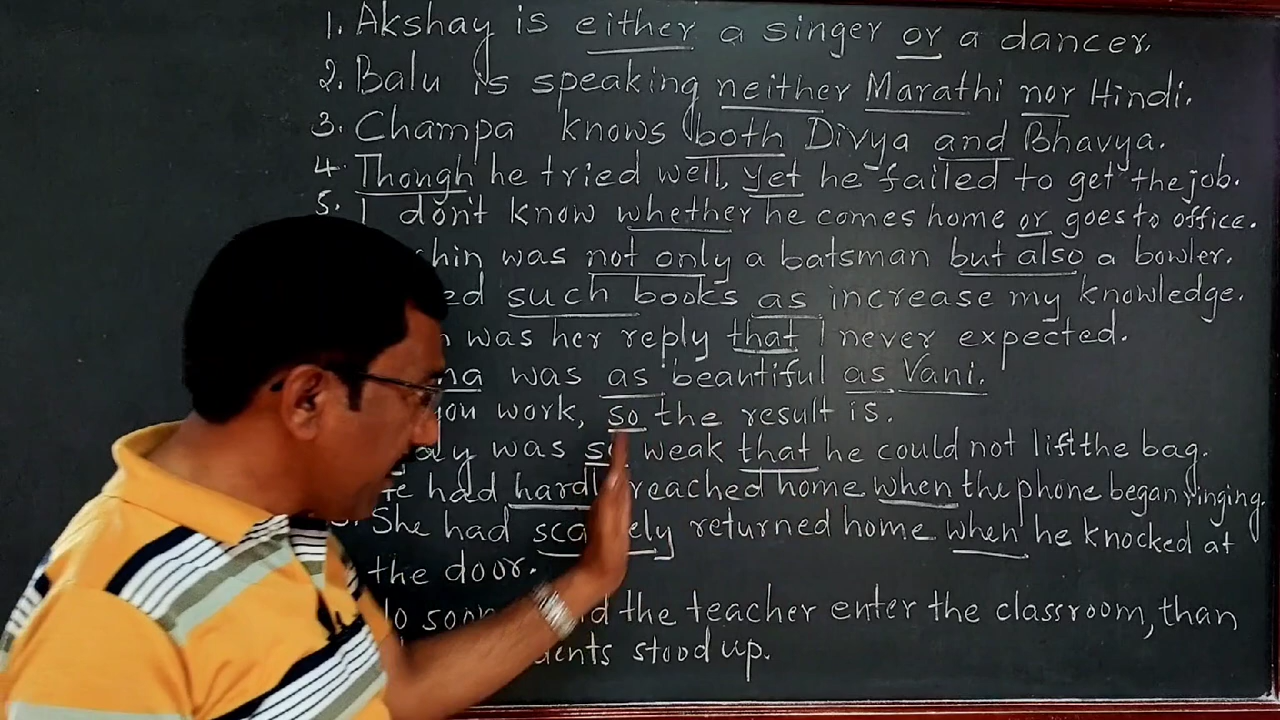 1. Akshay is either a singer or a dancer.
2. Balu is speaking neither Marathi nor Hindi.
3. Champa knows both Divya and Bhavya.
4. Though he tried well, yet he failed to get the job.
5. I don't know whether he comes home or goes to office.
was not only a batsman but also a bowler.
such books as increase my knowledge.
was her reply that I never expected.
was as beautiful as Vani.
you work, so the result is.
was so weak that he could not lift the bag.
had hardly reached home when the phone began ringing.
She had scarcely returned home when he knocked at
the door.
the teacher enter the classroom, than
stood up.